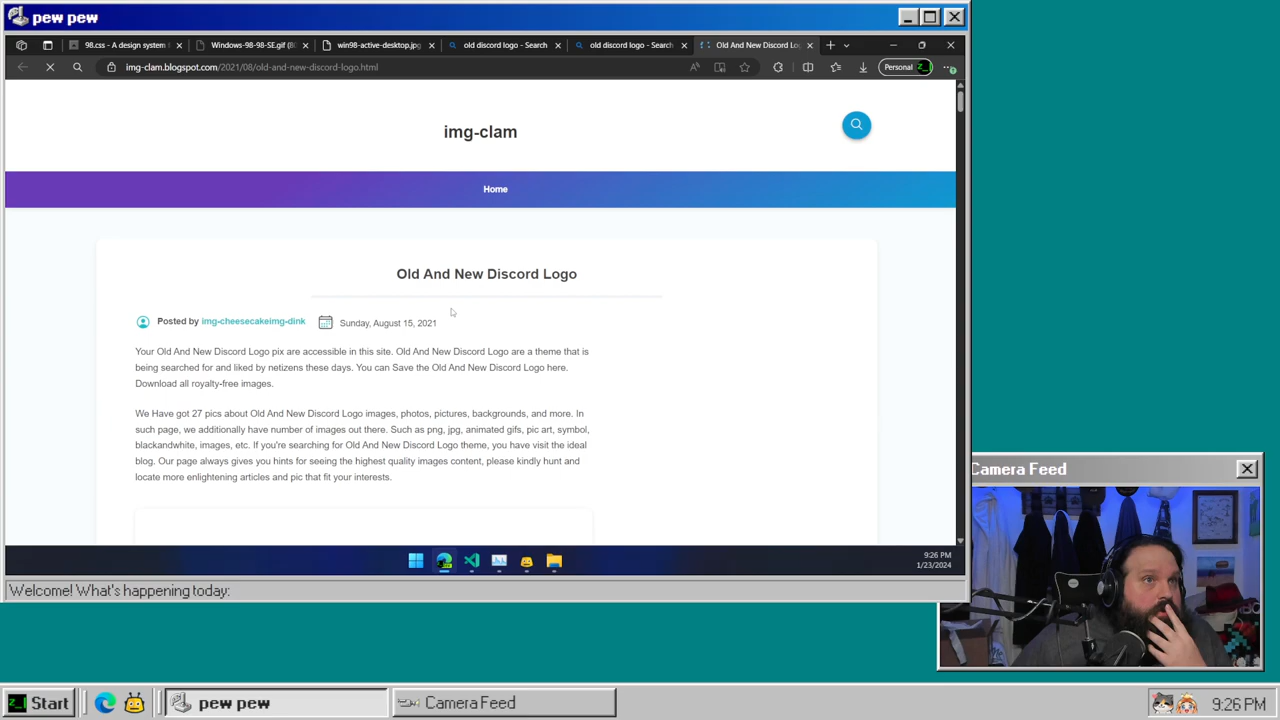 pew pew
98.css - A design system
Windows-98-98-SE.gif (80
win98-active-desktop.jpg
old discord logo - Search
old discord logo - Search
Old And New Discord Lo
img-clam.blogspot.com/2021/08/old-and-new-discord-logo.html
Personal
img-clam
Home
Old And New Discord Logo
Posted by img-cheesecakeimg-dink
Sunday, August 15, 2021
Your Old And New Discord Logo pix are accessible in this site. Old And New Discord Logo are a theme that is
being searched for and liked by netizens these days. You can Save the Old And New Discord Logo here.
Download all royalty-free images.
We Have got 27 pics about Old And New Discord Logo images, photos, pictures, backgrounds, and more. In
such page, we additionally have number of images out there. Such as png, jpg, animated gifs, pic art, symbol,
blackandwhite, images, etc. If you're searching for Old And New Discord Logo theme, you have visit the ideal
blog. Our page always gives you hints for seeing the highest quality images content, please kindly hunt and
locate more enlightening articles and pic that fit your interests.
9:26 PM
1/23/2024
Welcome! What's happening today:
Camera Feed
Start
pew pew
Camera Feed
9:26 PM